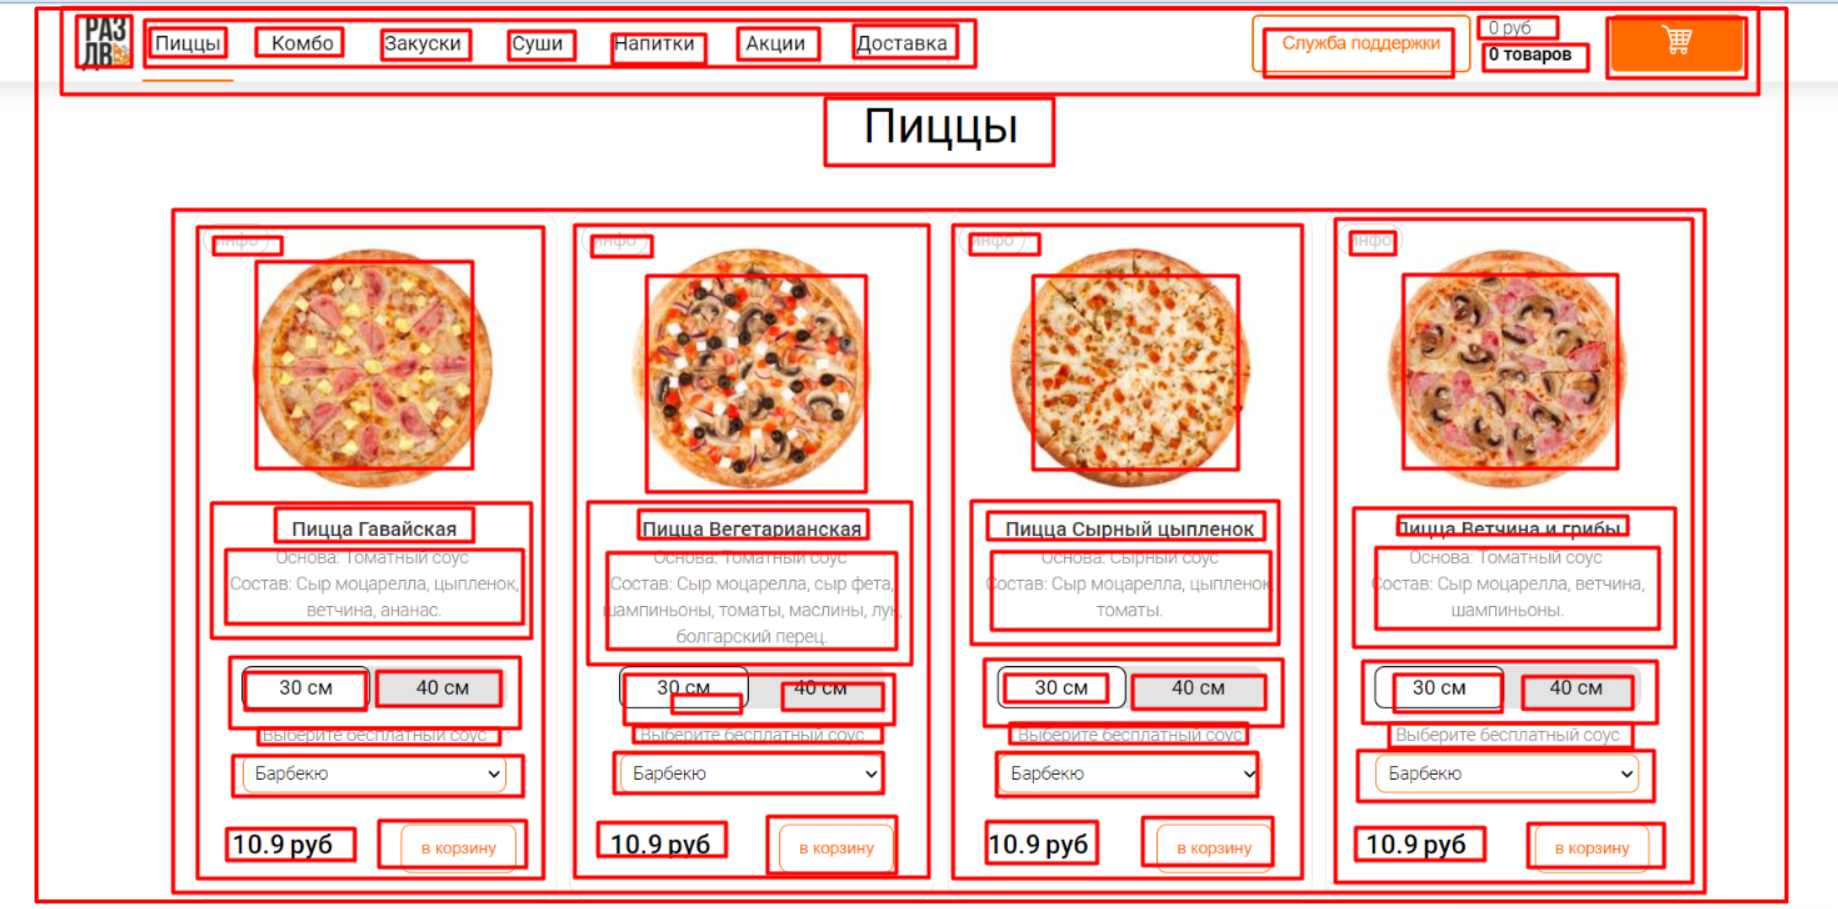 РАЗ
ДВА
Пиццы Комбо Закуски Суши Напитки Акции Доставка
Служба поддержки
0 руб
0 товаров
Пиццы
инфо инфо инфо инфо
Пицца Гавайская
Основа: Томатный соус
Состав: Сыр моцарелла, цыпленок,
ветчина, ананас.
30 см 40 см
Выберите бесплатный соус
Барбекю
10.9 руб
в корзину
Пицца Вегетарианская
Основа: Томатный соус
Состав: Сыр моцарелла, сыр фета,
шампиньоны, томаты, маслины, лук,
болгарский перец.
30 см 40 см
Выберите бесплатный соус
Барбекю
10.9 руб
в корзину
Пицца Сырный цыпленок
Основа: Сырный соус
Состав: Сыр моцарелла, цыпленок,
томаты.
30 см 40 см
Выберите бесплатный соус
Барбекю
10.9 руб
в корзину
Пицца Ветчина и грибы
Основа: Томатный соус
Состав: Сыр моцарелла, ветчина,
шампиньоны.
30 см 40 см
Выберите бесплатный соус
Барбекю
10.9 руб
в корзину